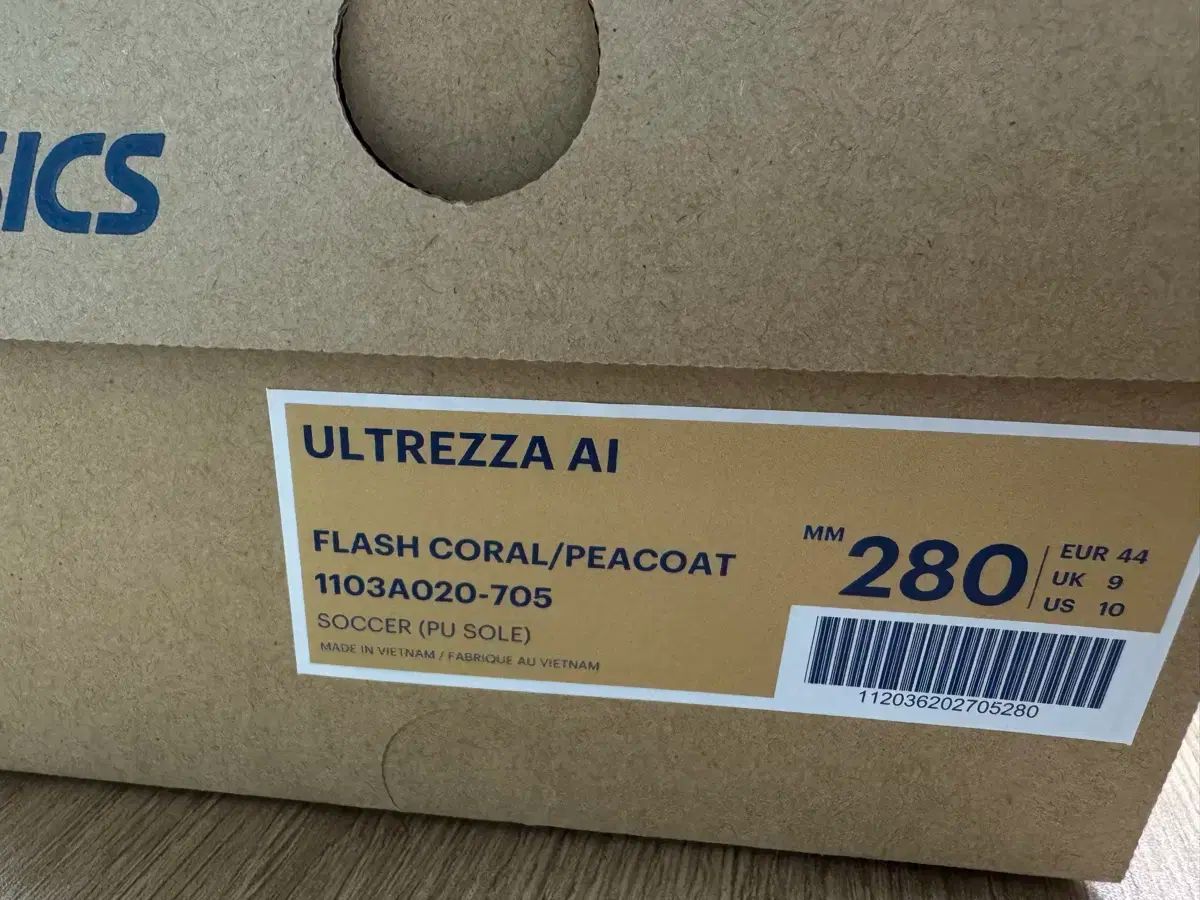 SICS
ULTREZZA AI
FLASH CORAL/PEACOAT
1103A020-705
SOCCER (PU SOLE)
MADE IN VIETNAM / FABRIQUE AU VIETNAM
MM 280
EUR 44
UK 9
US 10
112036202705280